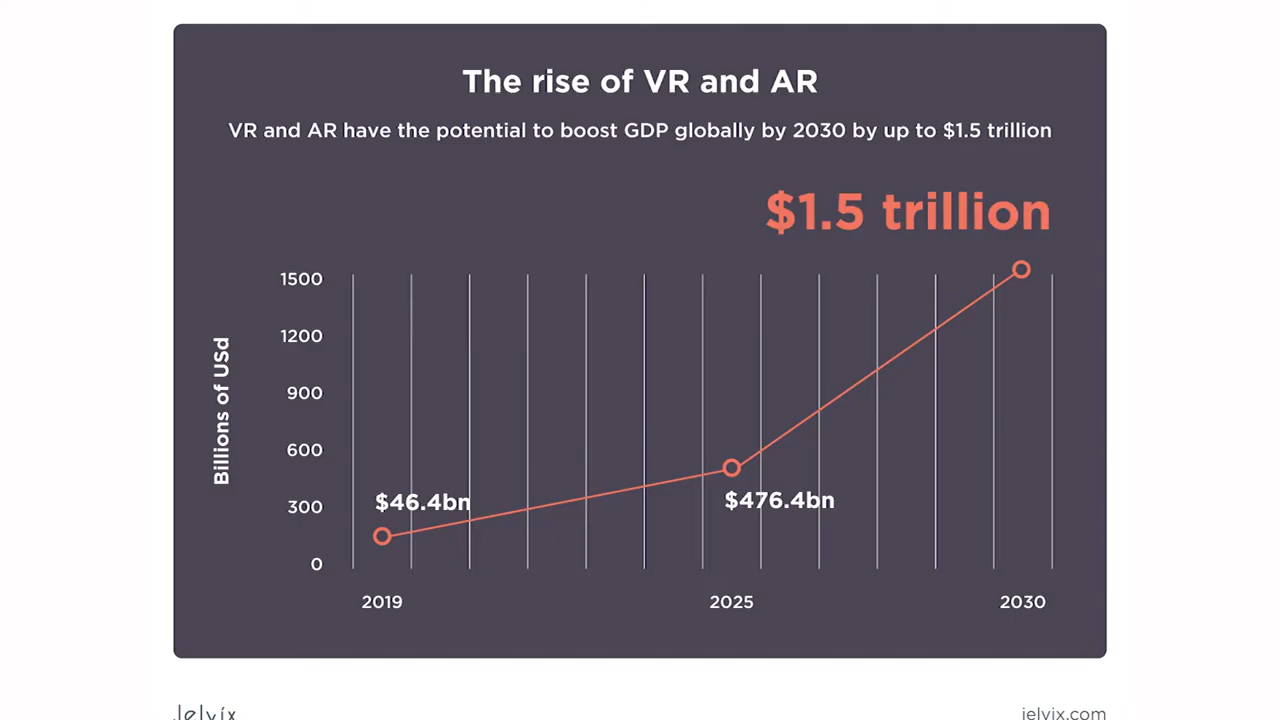 The rise of VR and AR
VR and AR have the potential to boost GDP globally by 2030 by up to $1.5 trillion
$1.5 trillion
1500
1200
900
600
300
0
Billions of USd
$46.4bn
$476.4bn
2019
2025
2030
Jelvix
jelvix.com